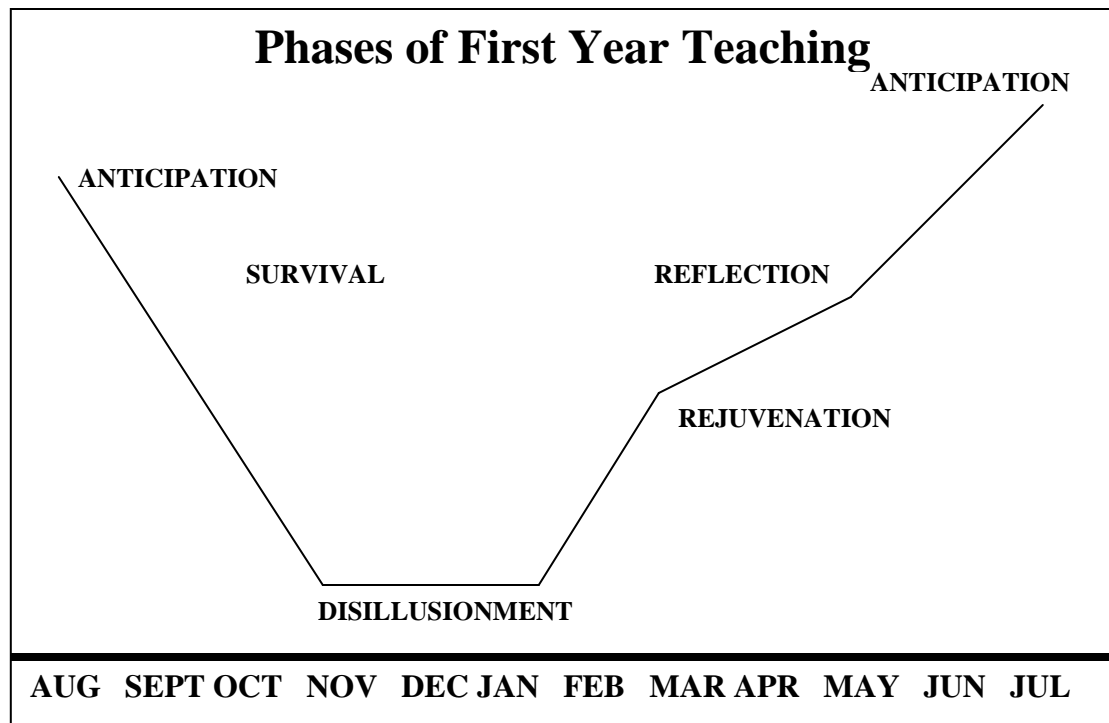 Phases of First Year Teaching
ANTICIPATION
ANTICIPATION
SURVIVAL
REFLECTION
REJUVENATION
DISILLUSIONMENT
AUG SEPT OCT NOV DEC JAN FEB MAR APR MAY JUN JUL